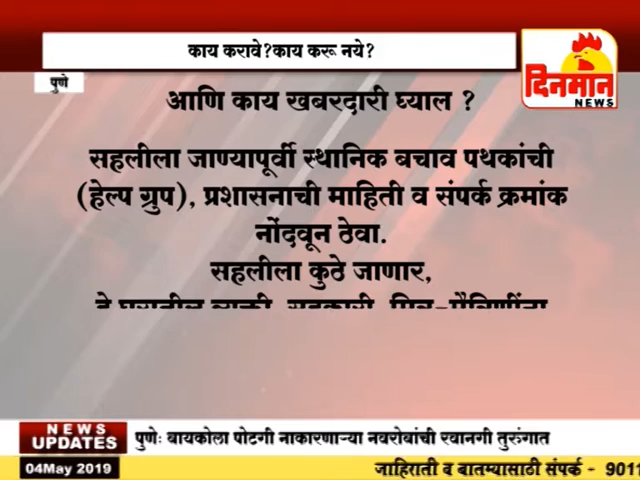 काय करावे?काय करू नये?
दिनमान
NEWS
पुणे
आणि काय खबरदारी घ्याल ?
सहलीला जाण्यापूर्वी स्थानिक बचाव पथकांची
(हेल्प ग्रुप), प्रशासनाची माहिती व संपर्क क्रमांक
नोंदवून ठेवा.
सहलीला कुठे जाणार,
NEWS
UPDATES
पुणेः बायकोला पोटगी नाकारणाऱ्या नवरोबांची रवानगी तुरुंगात
04May 2019
जाहिराती व बातम्यासाठी संपर्क - 9011